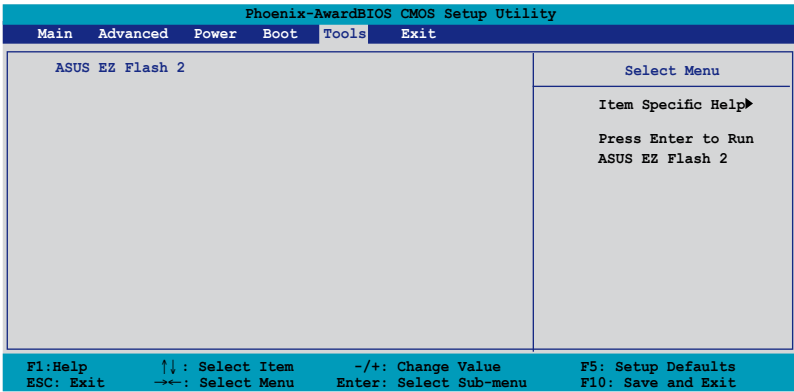 Phoenix-AwardBIOS CMOS Setup Utility
Main Advanced Power Boot Tools Exit
ASUS EZ Flash 2
Select Menu
Item Specific Help▶
Press Enter to Run
ASUS EZ Flash 2
F1:Help ↑↓: Select Item -/+: Change Value F5: Setup Defaults
ESC: Exit →←: Select Menu Enter: Select Sub-menu F10: Save and Exit